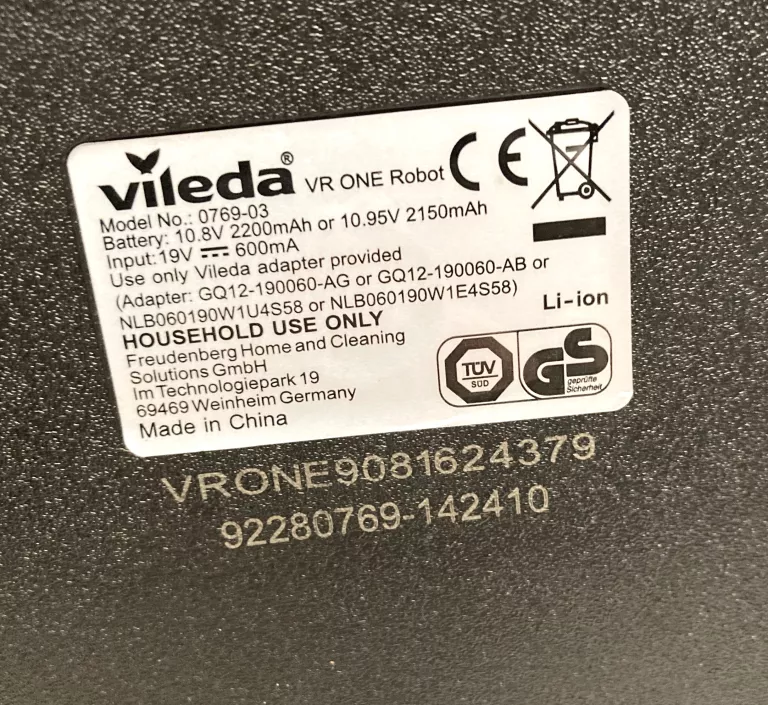 vileda® VR ONE Robot CE
Model No.: 0769-03
Battery: 10.8V 2200mAh or 10.95V 2150mAh
Input:19V ⎓ 600mA
Use only Vileda adapter provided
(Adapter: GQ12-190060-AG or GQ12-190060-AB or
NLB060190W1U4S58 or NLB060190W1E4S58)
Li-ion
HOUSEHOLD USE ONLY
Freudenberg Home and Cleaning
Solutions GmbH
Im Technologiepark 19
69469 Weinheim Germany
Made in China
TÜV
SÜD
GS
geprüfte
Sicherheit
VRONE9081624379
92280769-142410